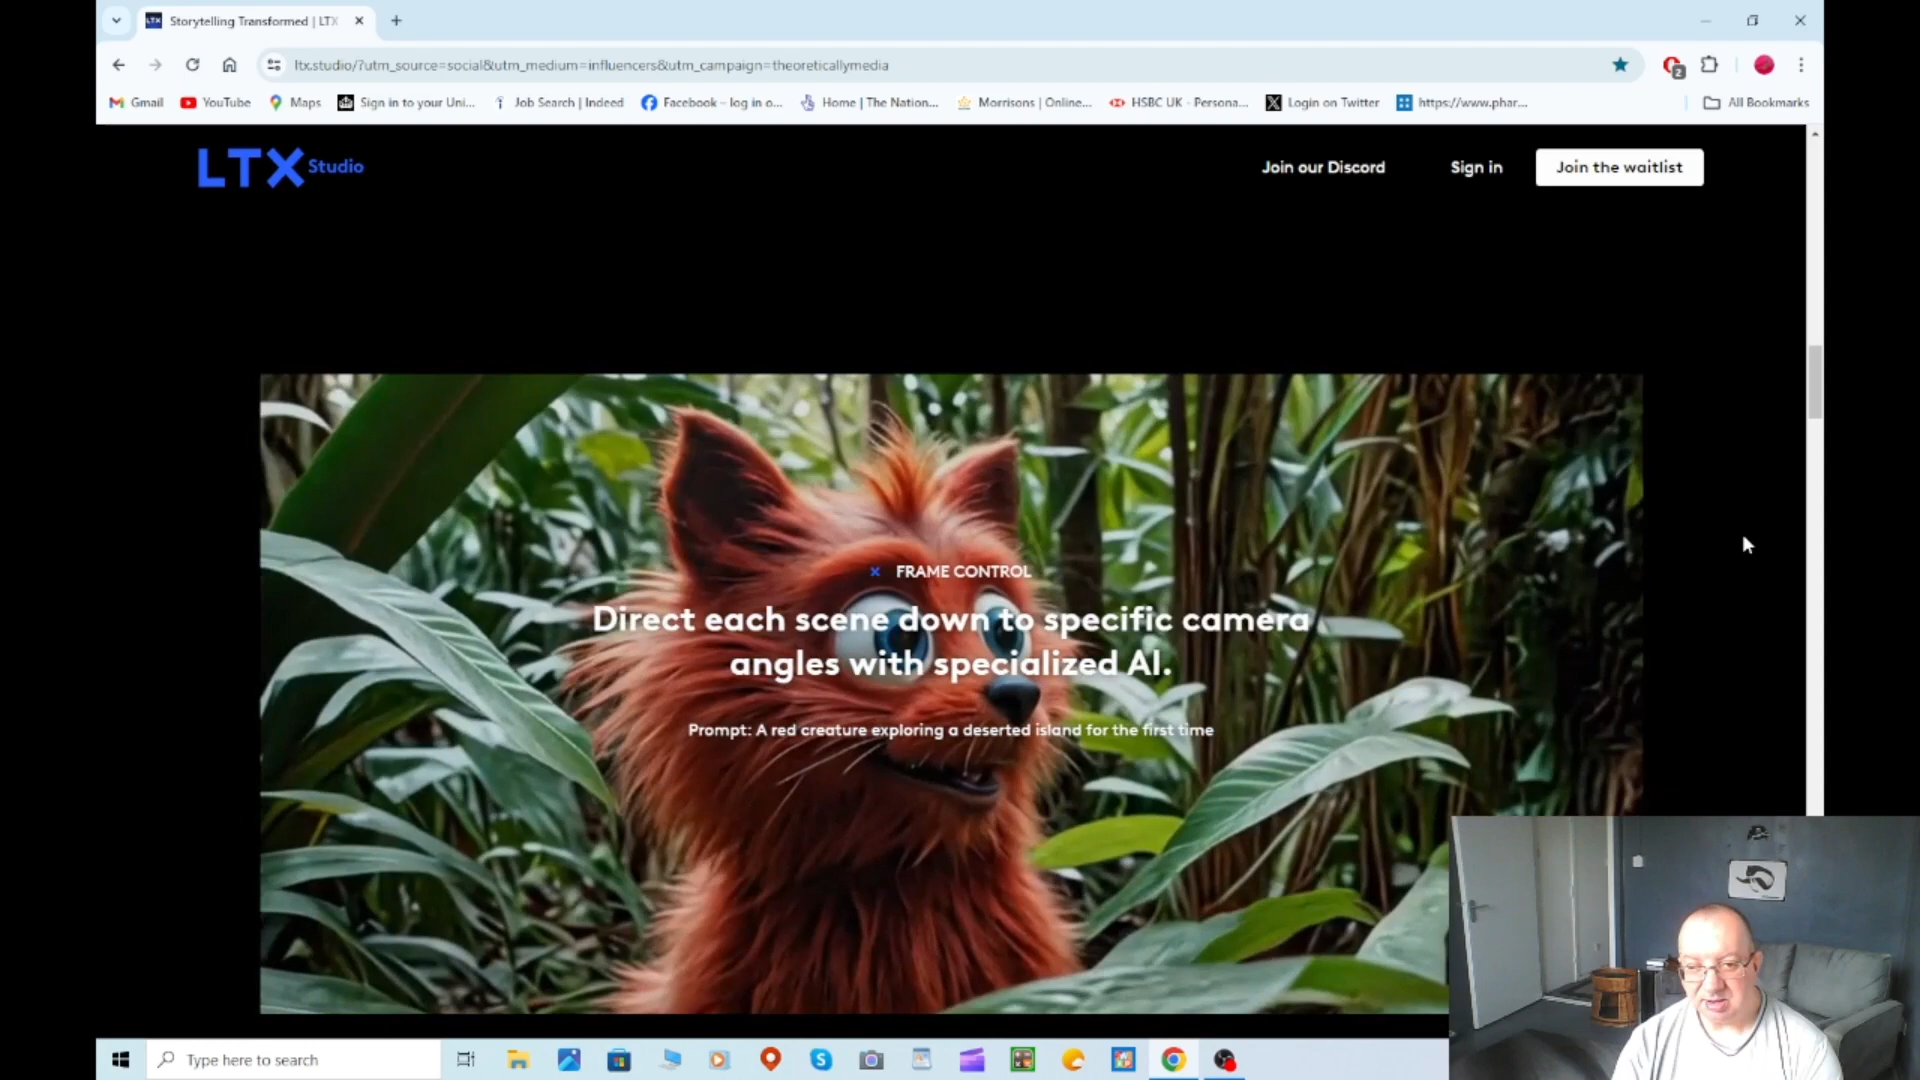 Storytelling Transformed | LTX
ltx.studio/?utm_source=social&utm_medium=influencers&utm_campaign=theoreticallymedia
2
Gmail
YouTube
Maps
Sign in to your Uni...
Job Search | Indeed
Facebook – log in o...
Home | The Nation...
Morrisons | Online...
HSBC UK - Persona...
Login on Twitter
https://www.phar...
All Bookmarks
LTX Studio
Join our Discord
Sign in
Join the waitlist
FRAME CONTROL
Direct each scene down to specific camera
angles with specialized AI.
Prompt: A red creature exploring a deserted island for the first time
Type here to search